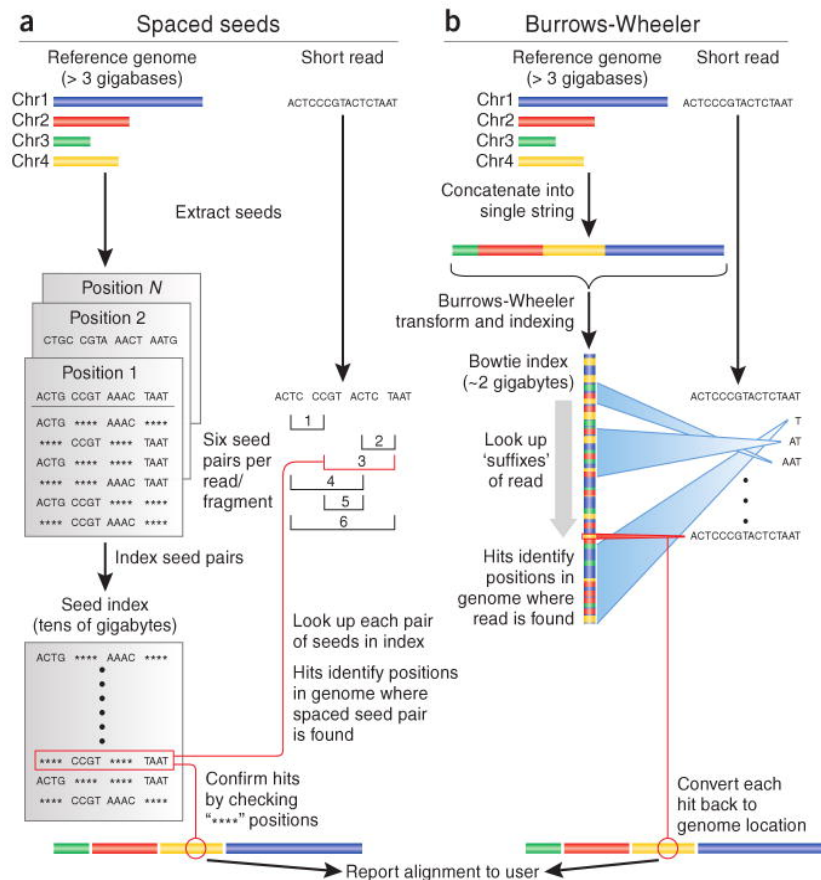 a Spaced seeds
Reference genome
(> 3 gigabases)
Short read
Chr1
Chr2
Chr3
Chr4
ACTCCCGTACTCTAAT
Extract seeds
Position N
Position 2
CTGC CCGTA AACT AATG
Position 1
ACTG CCGT AAAC TAAT
ACTG **** AAAC ****
**** CCGT **** TAAT
ACTG **** **** TAAT
**** **** AAAC TAAT
ACTG CCGT **** ****
**** CCGT AAAC ****
Six seed
pairs per
read/
fragment
ACTC CCGT ACTC TAAT
1
2
3
4
5
6
Index seed pairs
Seed index
(tens of gigabytes)
ACTG **** AAAC ****
**** CCGT **** TAAT
ACTG **** **** TAAT
**** CCGT AAAC ****
Look up each pair
of seeds in index
Hits identify positions
in genome where
spaced seed pair
is found
Confirm hits
by checking
"****" positions
b Burrows-Wheeler
Reference genome
(> 3 gigabases)
Short read
Chr1
Chr2
Chr3
Chr4
ACTCCCGTACTCTAAT
Concatenate into
single string
Burrows-Wheeler
transform and indexing
Bowtie index
(~2 gigabytes)
Look up
'suffixes'
of read
ACTCCCGTACTCTAAT
T
AT
AAT
ACTCCCGTACTCTAAT
Hits identify
positions in
genome where
read is found
Convert each
hit back to
genome location
Report alignment to user